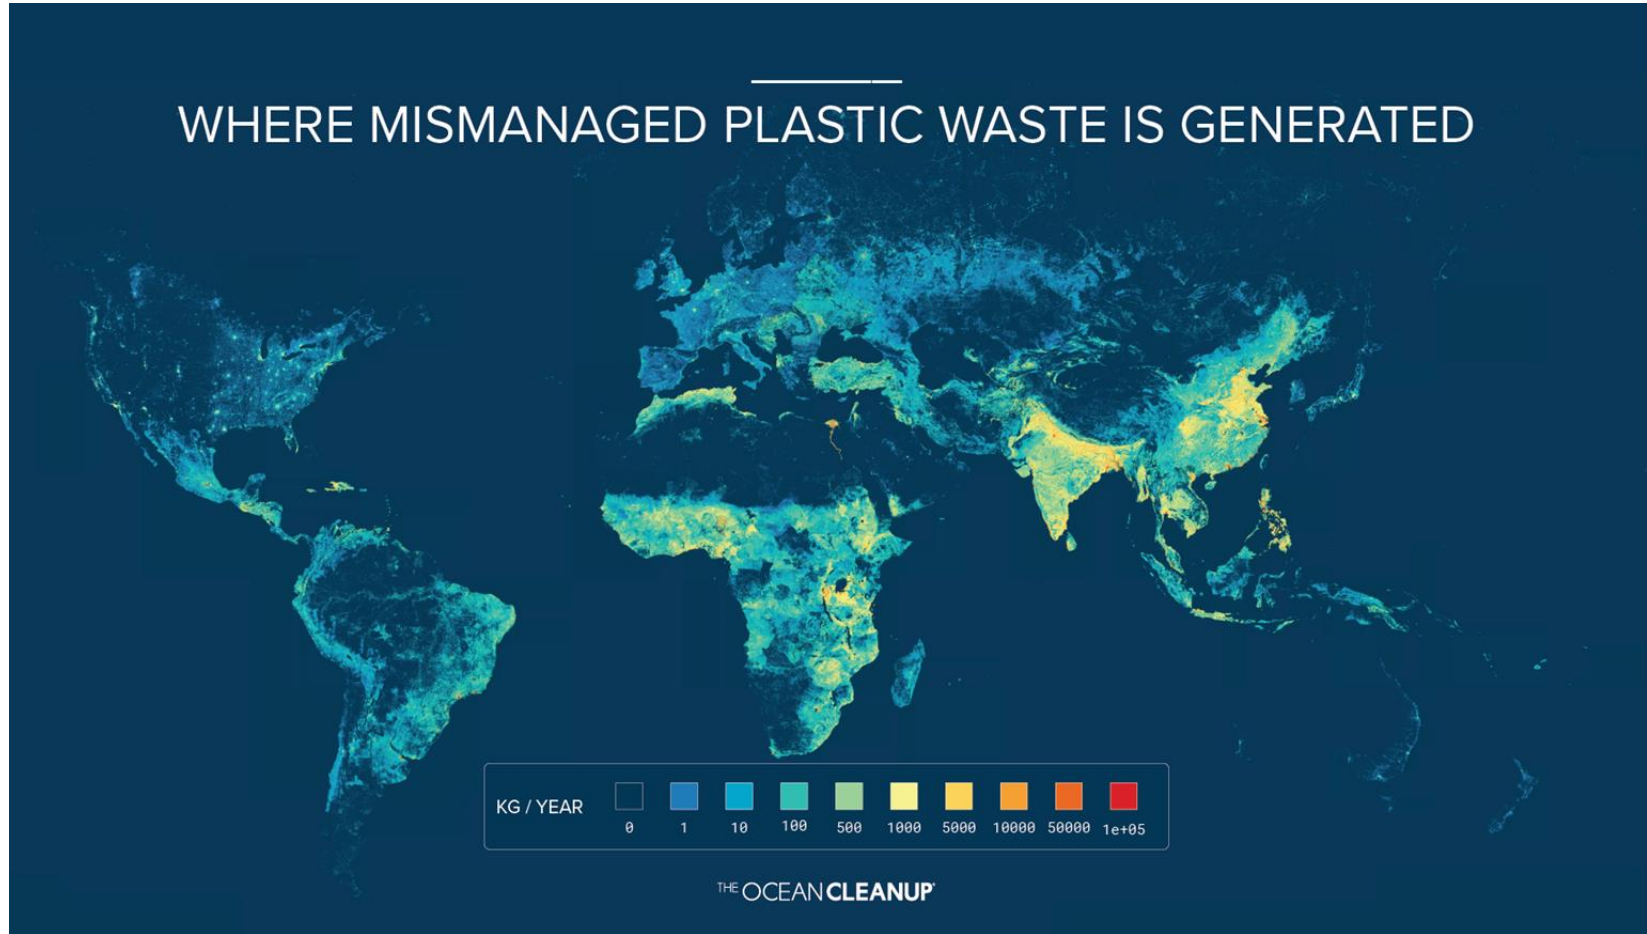 WHERE MISMANAGED PLASTIC WASTE IS GENERATED
KG / YEAR
0 1 10 100 500 1000 5000 10000 50000 1e+05
THE OCEAN CLEANUP®